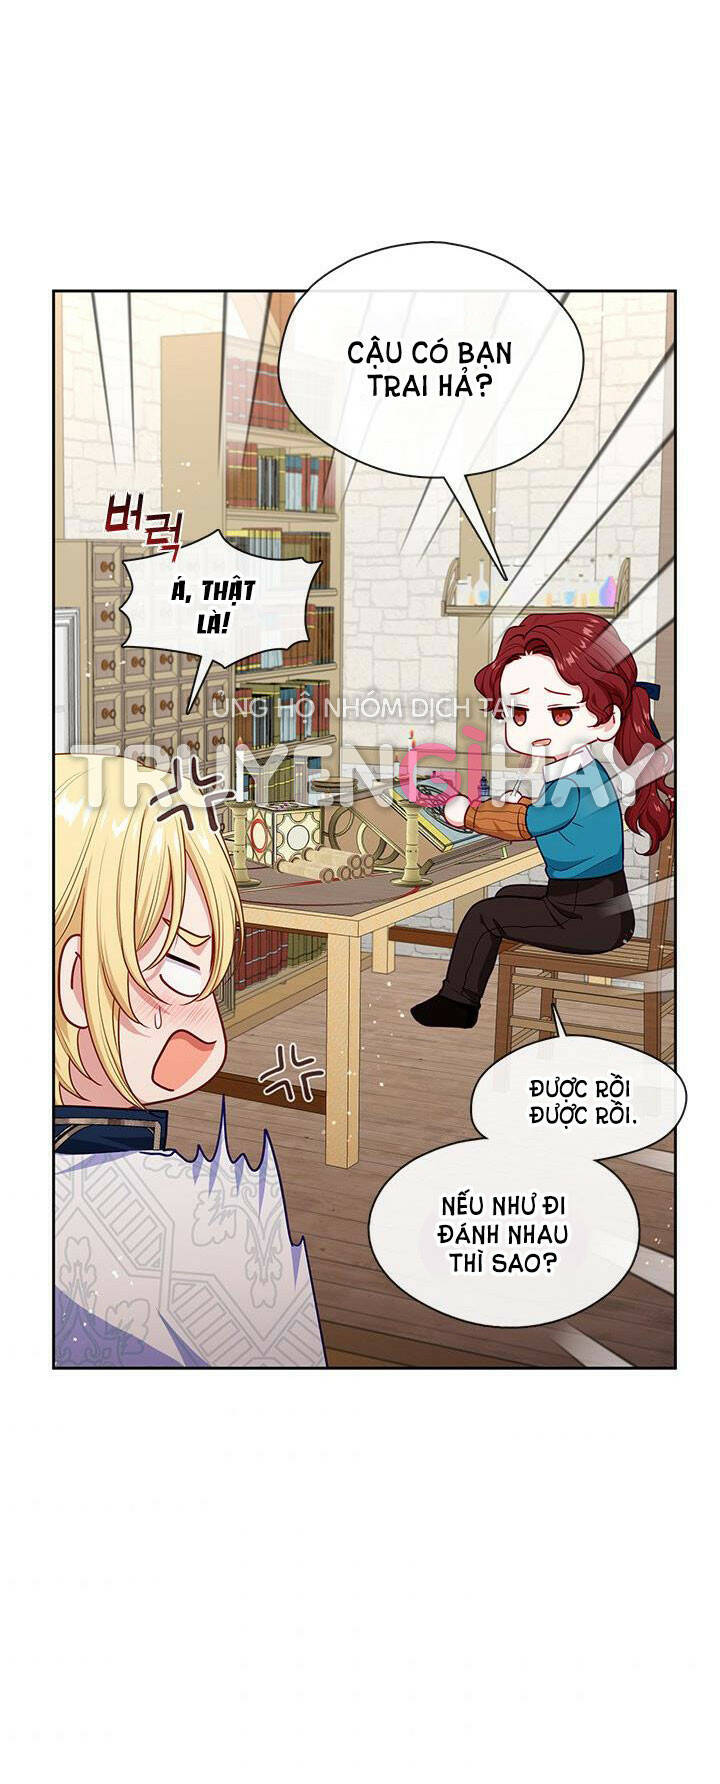 CẬU CÓ BẠN
TRAI HẢ?
버럭
Á, THẬT
LÀ!
ỦNG HỘ NHÓM DỊCH TẠI
TRUYENGIHAY
ĐƯỢC RỒI
ĐƯỢC RỒI.
NẾU NHƯ ĐI
ĐÁNH NHAU
THÌ SAO?